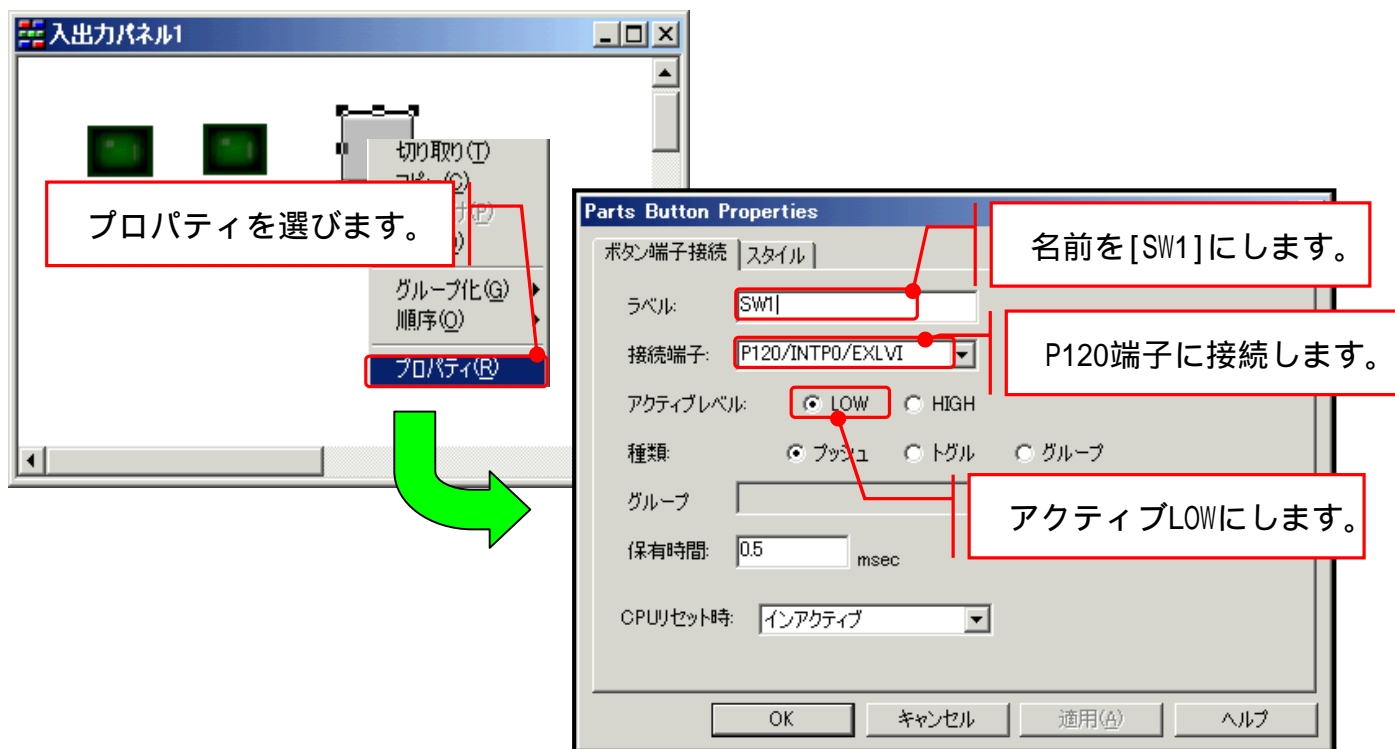 入出力パネル1
切り取り(T)
コピー(C)
(P)
プロパティを選びます。
グループ化(G)
順序(O)
プロパティ(R)
Parts Button Properties
ボタン端子接続 スタイル
名前を[SW1]にします。
ラベル: SW1
接続端子: P120/INTP0/EXLVI
P120端子に接続します。
アクティブレベル: LOW HIGH
種類: プッシュ トグル グループ
グループ
アクティブLOWにします。
保有時間: 0.5 msec
CPUリセット時: インアクティブ
OK キャンセル 適用(A) ヘルプ